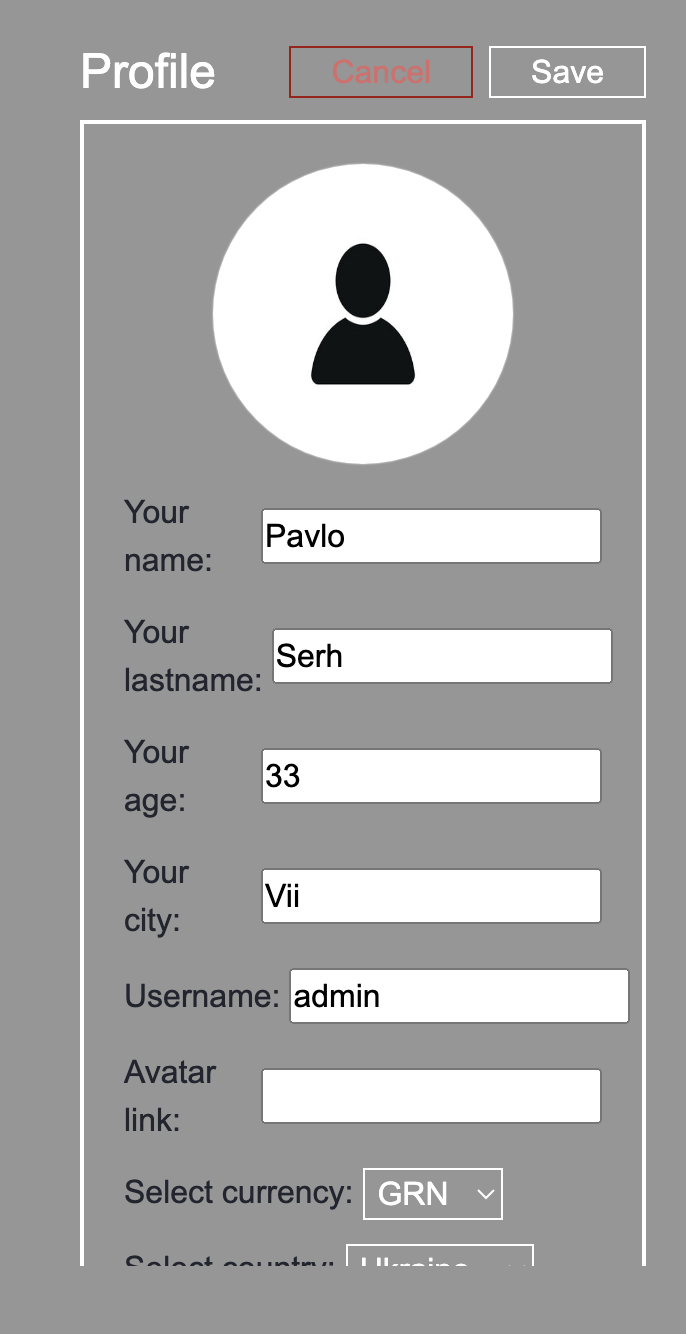 Profile
Cancel
Save
Your
name:
Pavlo
Your
lastname:
Serh
Your
age:
33
Your
city:
Vii
Username:
admin
Avatar
link:
Select currency:
GRN
Select country:
Ukraine